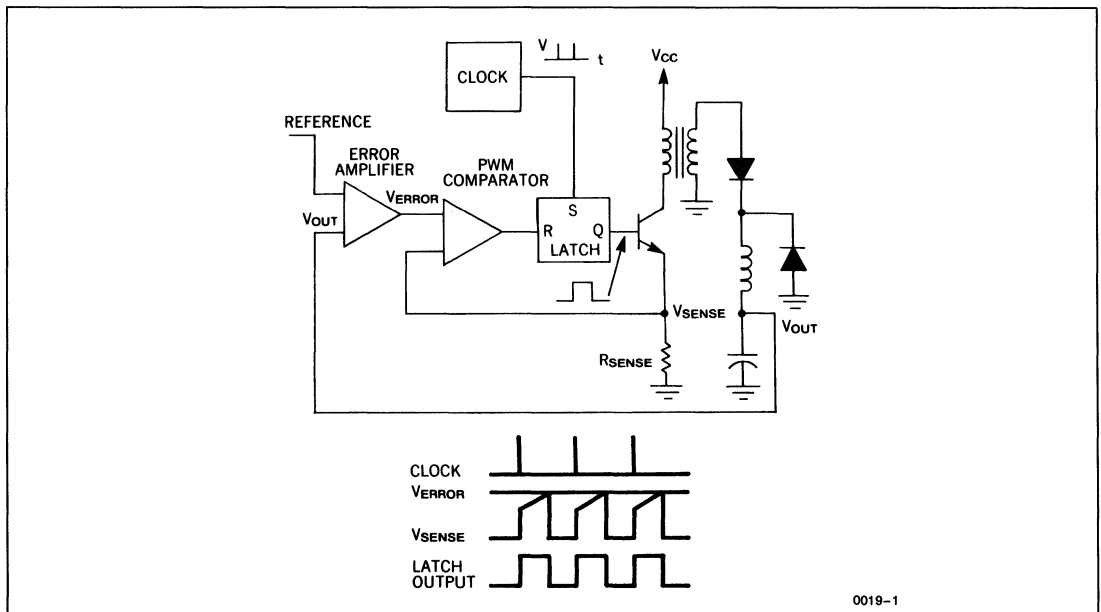 V
t
CLOCK
VCC
REFERENCE
ERROR
AMPLIFIER
PWM
COMPARATOR
VERROR
VOUT
S
R Q
LATCH
VSENSE
VOUT
RSENSE
CLOCK
VERROR
VSENSE
LATCH
OUTPUT
0019-1